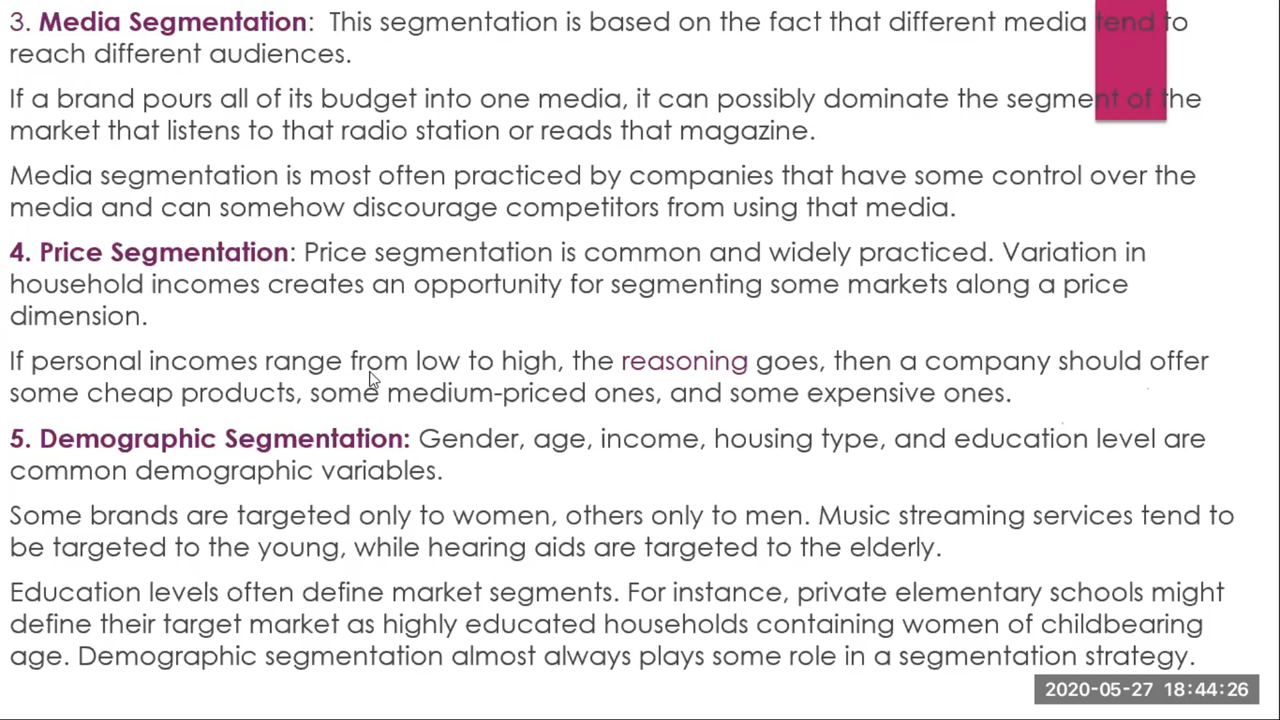 3. Media Segmentation:  This segmentation is based on the fact that different media tend to
reach different audiences.
If a brand pours all of its budget into one media, it can possibly dominate the segment of the
market that listens to that radio station or reads that magazine.
Media segmentation is most often practiced by companies that have some control over the
media and can somehow discourage competitors from using that media.
4. Price Segmentation: Price segmentation is common and widely practiced. Variation in
household incomes creates an opportunity for segmenting some markets along a price
dimension.
If personal incomes range from low to high, the reasoning goes, then a company should offer
some cheap products, some medium-priced ones, and some expensive ones.
5. Demographic Segmentation: Gender, age, income, housing type, and education level are
common demographic variables.
Some brands are targeted only to women, others only to men. Music streaming services tend to
be targeted to the young, while hearing aids are targeted to the elderly.
Education levels often define market segments. For instance, private elementary schools might
define their target market as highly educated households containing women of childbearing
age. Demographic segmentation almost always plays some role in a segmentation strategy.
2020-05-27 18:44:26